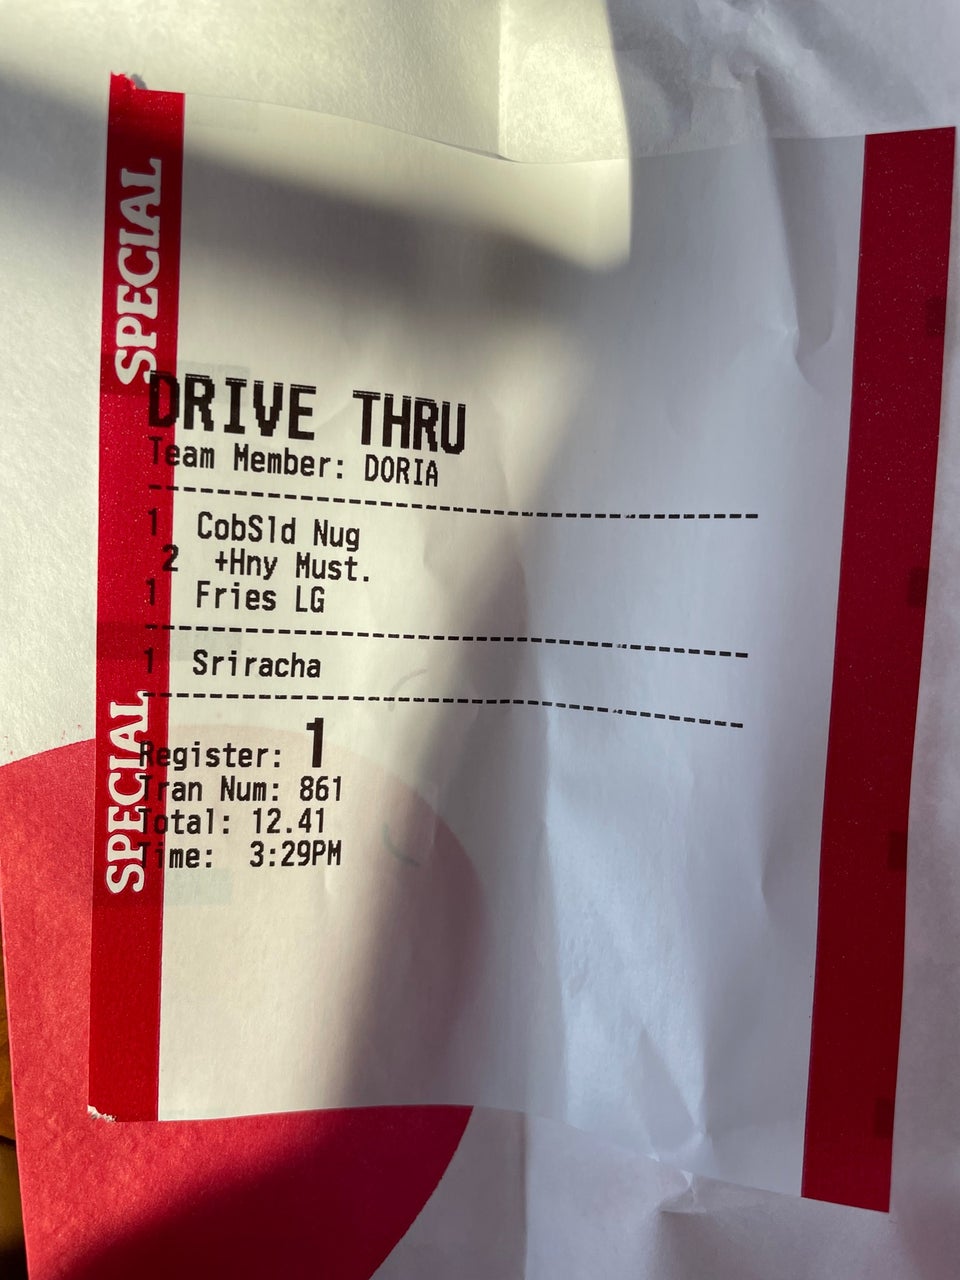 SPECIAL
SPECIAL
DRIVE THRU
Team Member: DORIA
1 CobSld Nug
2 +Hny Must.
1 Fries LG
1 Sriracha
Register: 1
Tran Num: 861
Total: 12.41
Time: 3:29PM